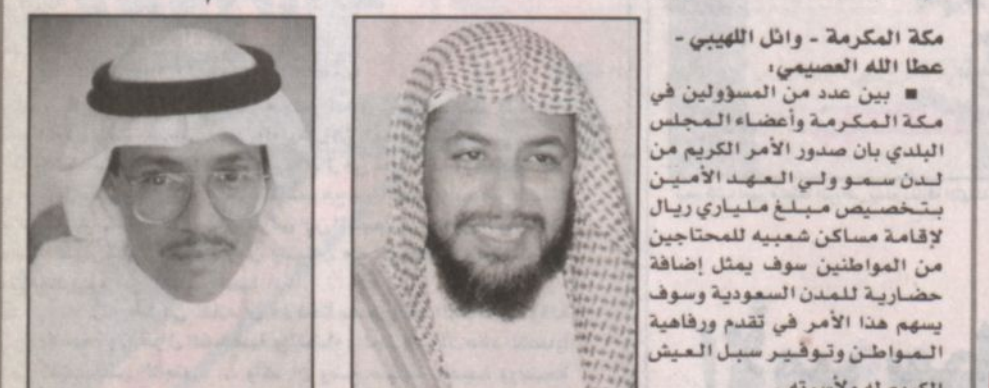 مكة المكرمة - وائل اللهيبي -
عطا الله العصيمي:
■ بين عدد من المسؤولين في
مكة المكرمة وأعضاء المجلس
البلدي بان صدور الأمر الكريم من
لدن سمو ولي العهد الأمين
بتخصيص مبلغ ملياري ريال
لإقامة مساكن شعبيه للمحتاجين
من المواطنين سوف يمثل إضافة
حضارية للمدن السعودية وسوف
يسهم هذا الأمر في تقدم ورفاهية
المواطن وتوفير سبل العيش